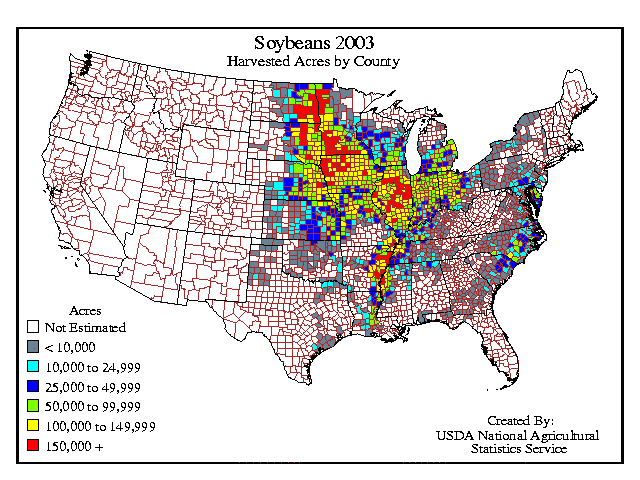 Soybeans 2003
Harvested Acres by County
Acres
Not Estimated
< 10,000
10,000 to 24,999
25,000 to 49,999
50,000 to 99,999
100,000 to 149,999
150,000 +
Created By:
USDA National Agricultural
Statistics Service